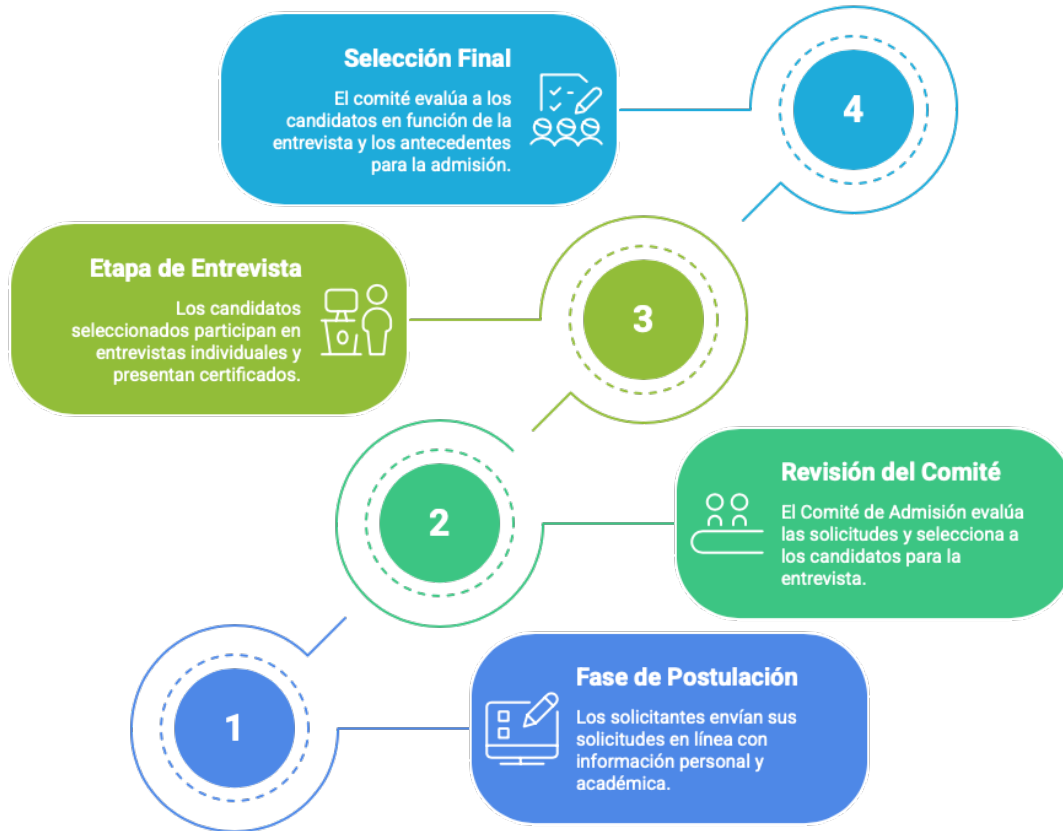 Selección Final
El comité evalúa a los
candidatos en función de la
entrevista y los antecedentes
para la admisión.
4
Etapa de Entrevista
Los candidatos
seleccionados participan en
entrevistas individuales y
presentan certificados.
3
2
Revisión del Comité
El Comité de Admisión evalúa
las solicitudes y selecciona a
los candidatos para la
entrevista.
1
Fase de Postulación
Los solicitantes envían sus
solicitudes en línea con
información personal y
académica.